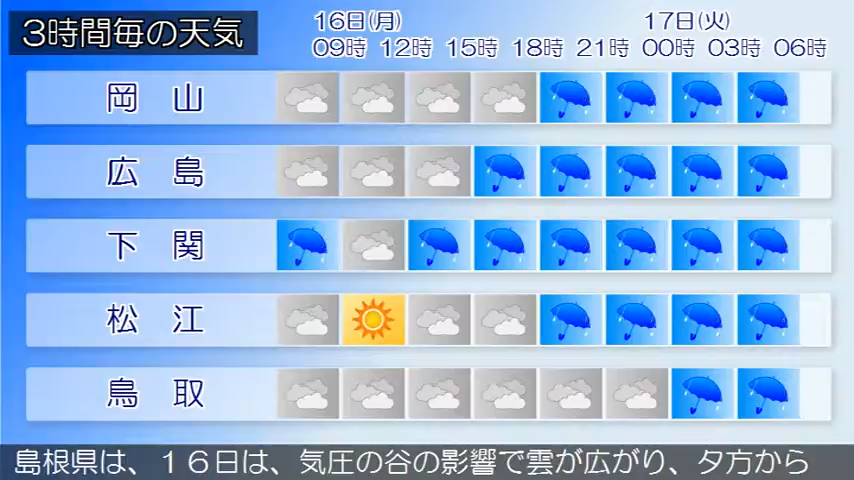 3時間毎の天気
16日(月) 17日(火)
09時 12時 15時 18時 21時 00時 03時 06時
岡 山
広 島
下 関
松 江
鳥 取
島根県は、１６日は、気圧の谷の影響で雲が広がり、夕方から